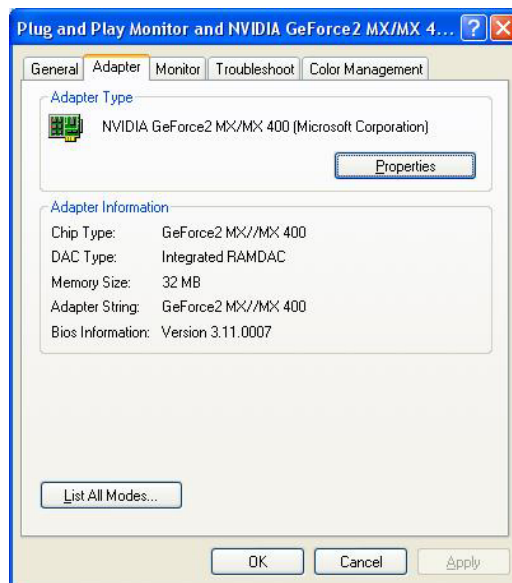 Plug and Play Monitor and NVIDIA GeForce2 MX/MX 4... ?
General Adapter Monitor Troubleshoot Color Management
Adapter Type
NVIDIA GeForce2 MX/MX 400 (Microsoft Corporation)
Properties
Adapter Information
Chip Type: GeForce2 MX//MX 400
DAC Type: Integrated RAMDAC
Memory Size: 32 MB
Adapter String: GeForce2 MX//MX 400
Bios Information: Version 3.11.0007
List All Modes...
OK Cancel Apply